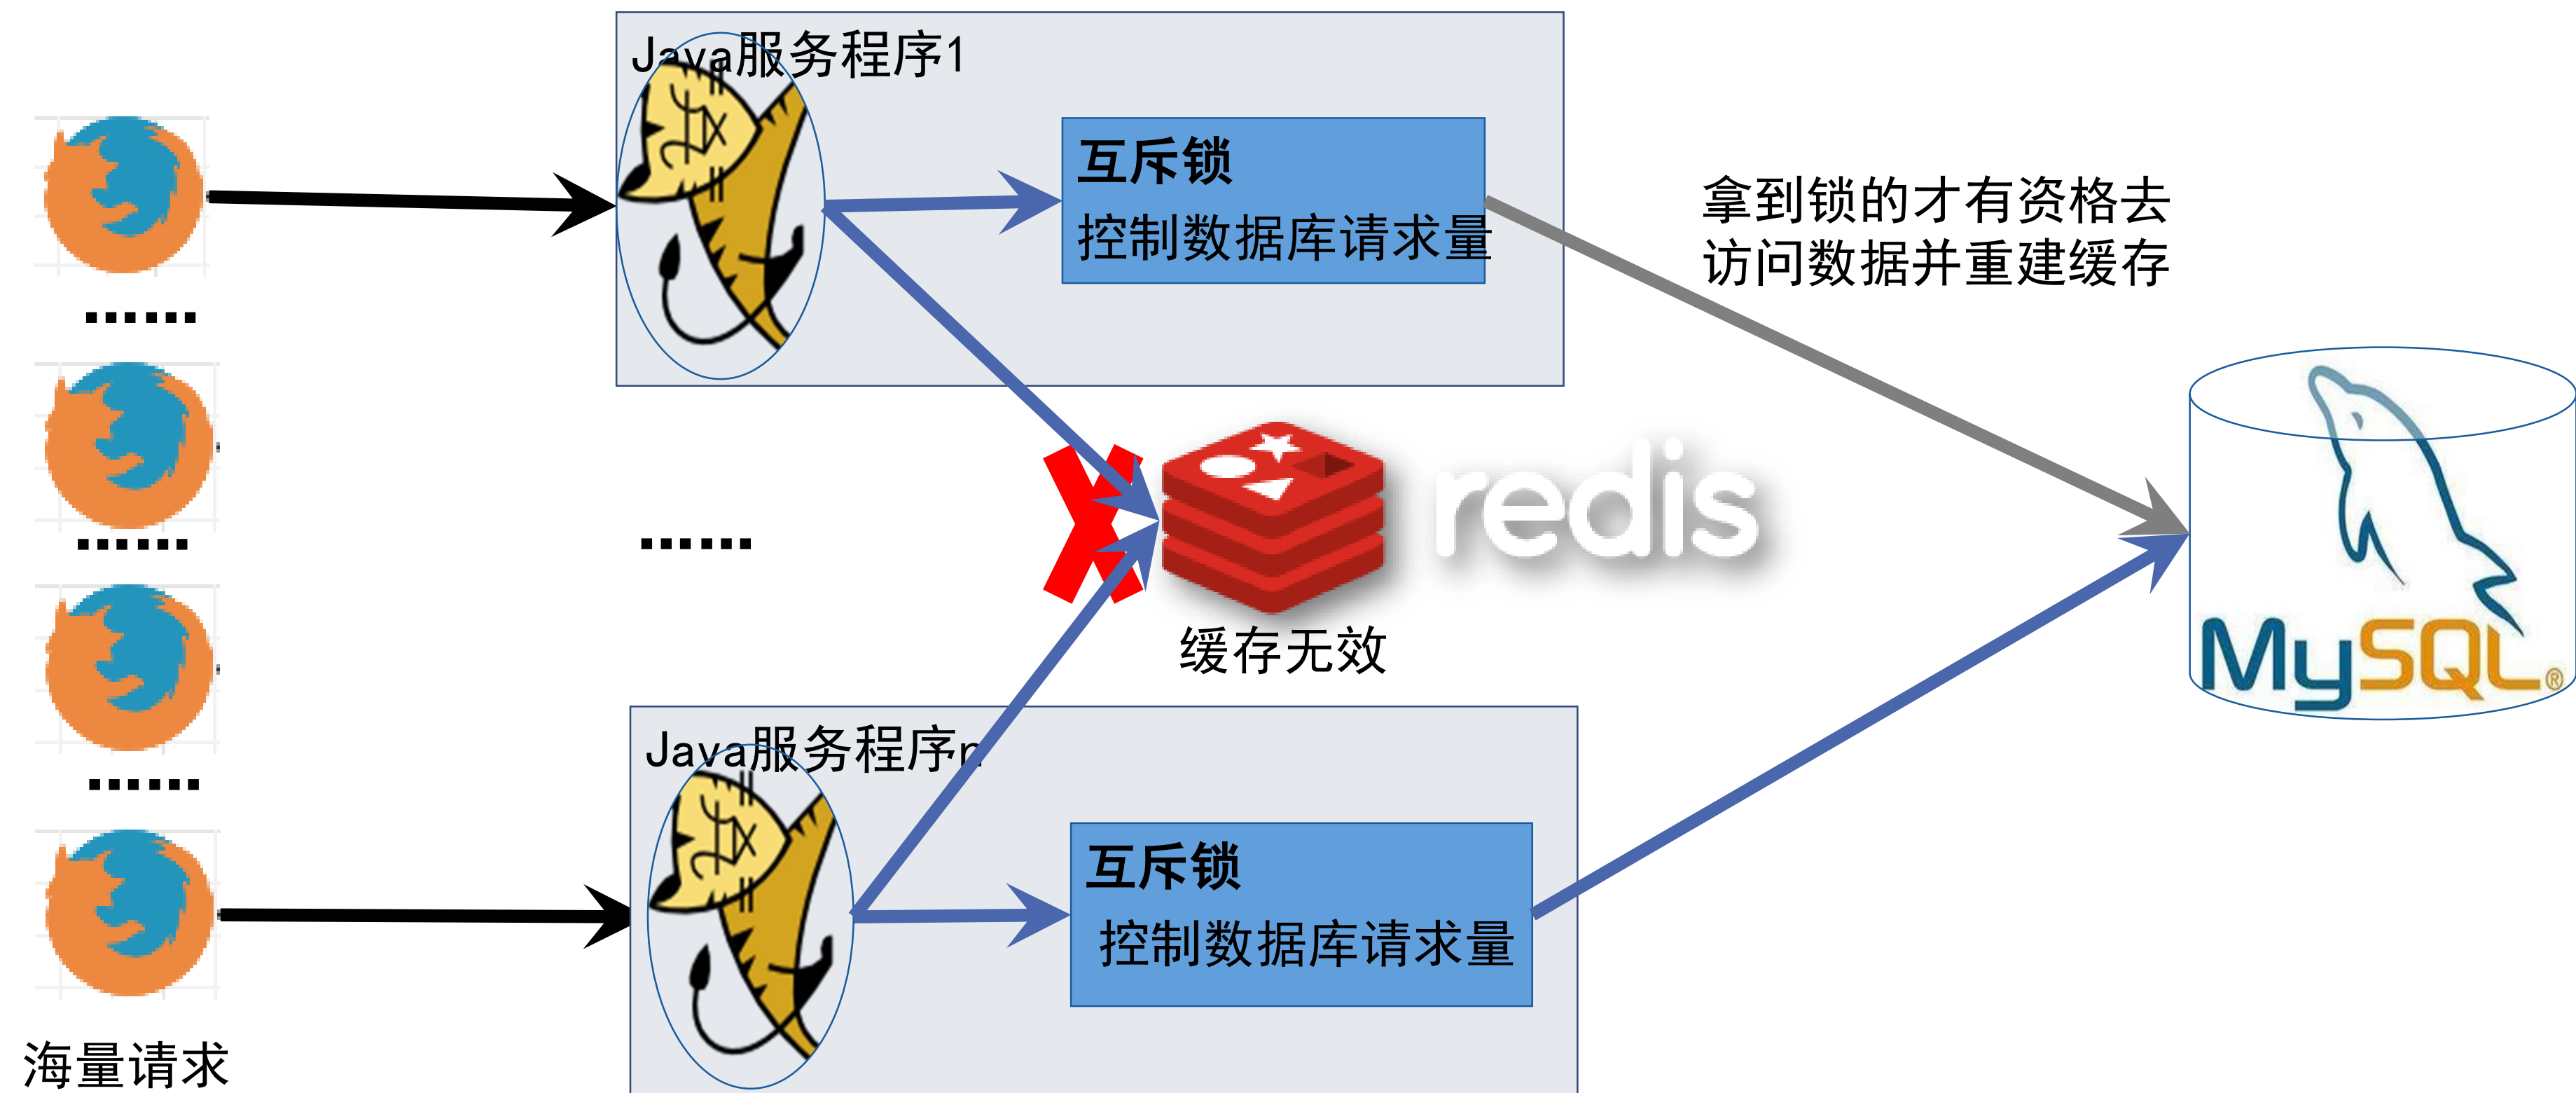 Java服务程序1
互斥锁
控制数据库请求量
拿到锁的才有资格去
访问数据并重建缓存
……
……
……
redis
缓存无效
MySQL®
Java服务程序n
……
互斥锁
控制数据库请求量
海量请求